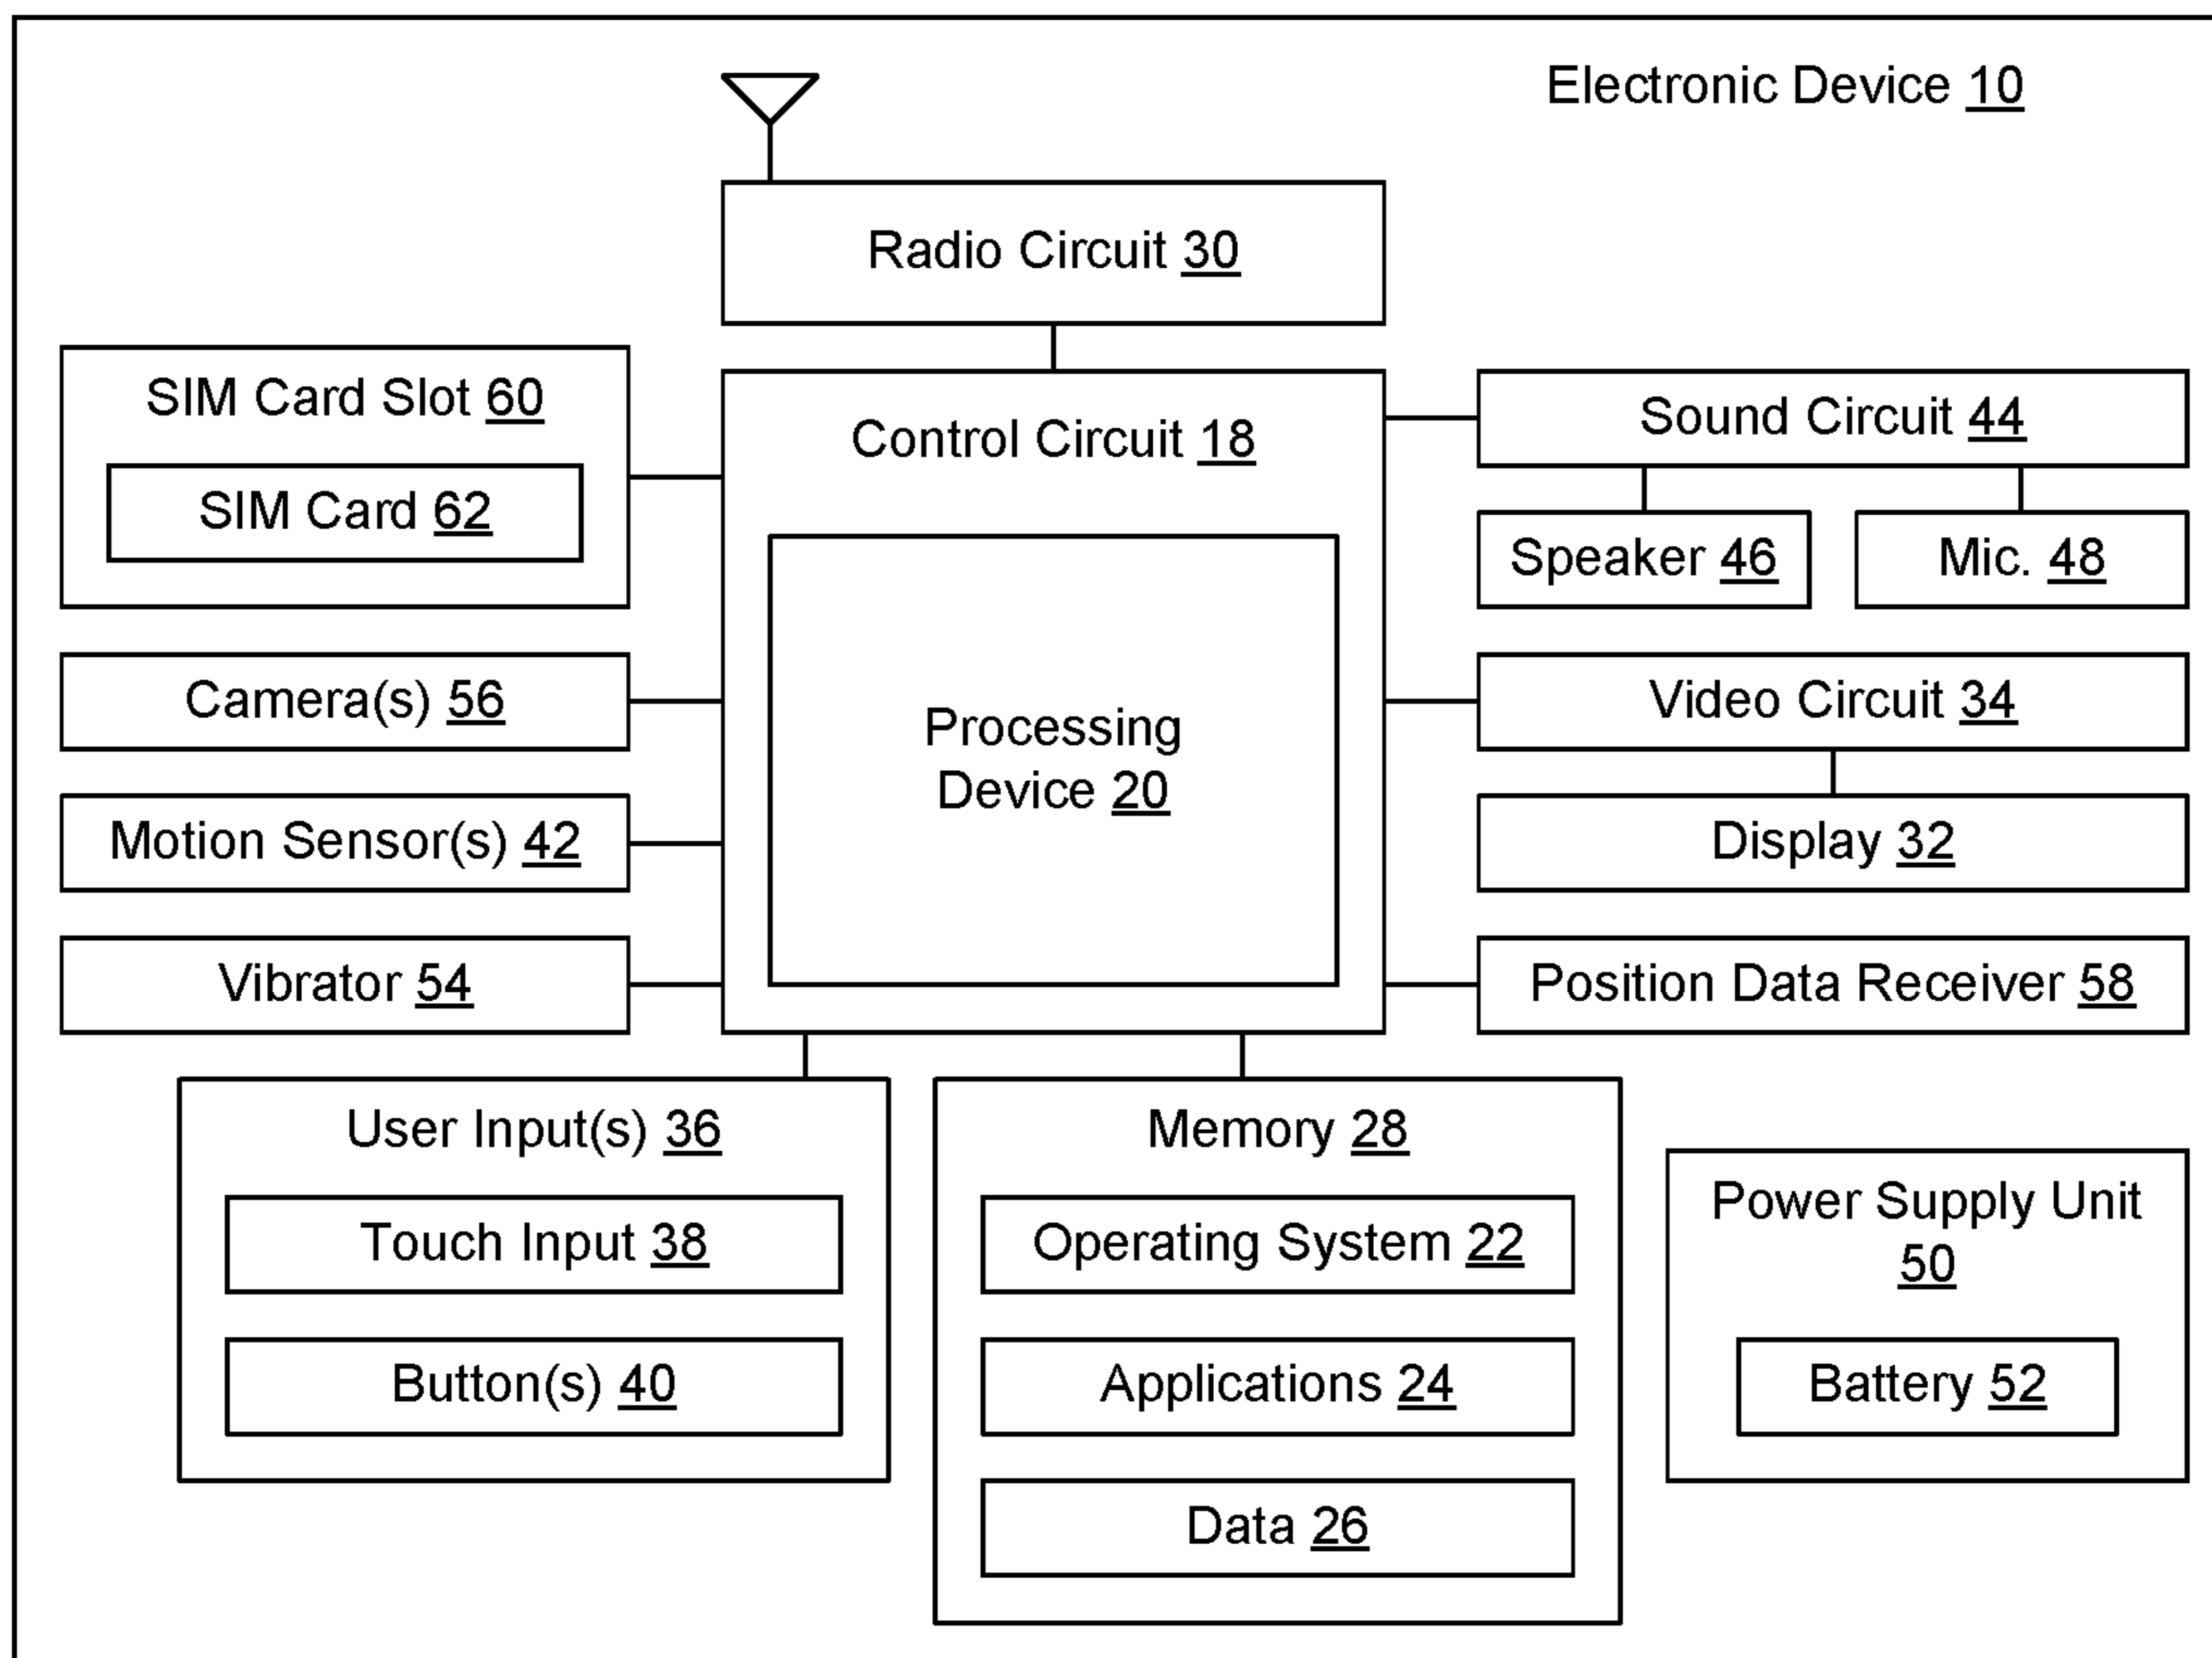 Electronic Device 10
Radio Circuit 30
SIM Card Slot 60
SIM Card 62
Control Circuit 18
Sound Circuit 44
Speaker 46
Mic. 48
Camera(s) 56
Processing
Device 20
Video Circuit 34
Motion Sensor(s) 42
Display 32
Vibrator 54
Position Data Receiver 58
User Input(s) 36
Touch Input 38
Button(s) 40
Memory 28
Operating System 22
Applications 24
Data 26
Power Supply Unit
50
Battery 52